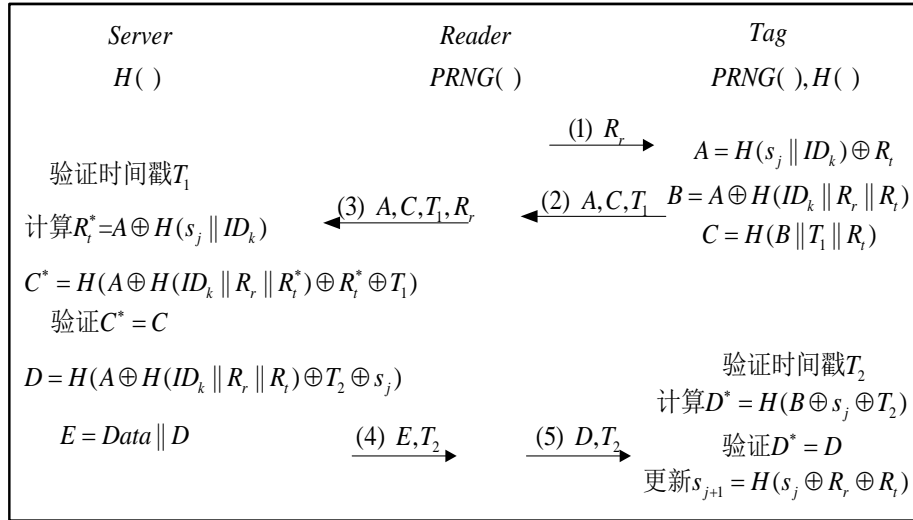 Server Reader Tag
H( ) PRNG( ) PRNG( ), H( )
(1) R_r
A = H(s_j || ID_k) ⊕ R_t
验证时间戳T_1
(3) A, C, T_1, R_r (2) A, C, T_1 B = A ⊕ H(ID_k || R_r || R_t)
计算R_t^*=A ⊕ H(s_j || ID_k)
C = H(B || T_1 || R_t)
C^* = H(A ⊕ H(ID_k || R_r || R_t^*) ⊕ R_t^* ⊕ T_1)
验证C^* = C
验证时间戳T_2
D = H(A ⊕ H(ID_k || R_r || R_t) ⊕ T_2 ⊕ s_j)
计算D^* = H(B ⊕ s_j ⊕ T_2)
E = Data || D (4) E, T_2 (5) D, T_2 验证D^* = D
更新s_{j+1} = H(s_j ⊕ R_r ⊕ R_t)